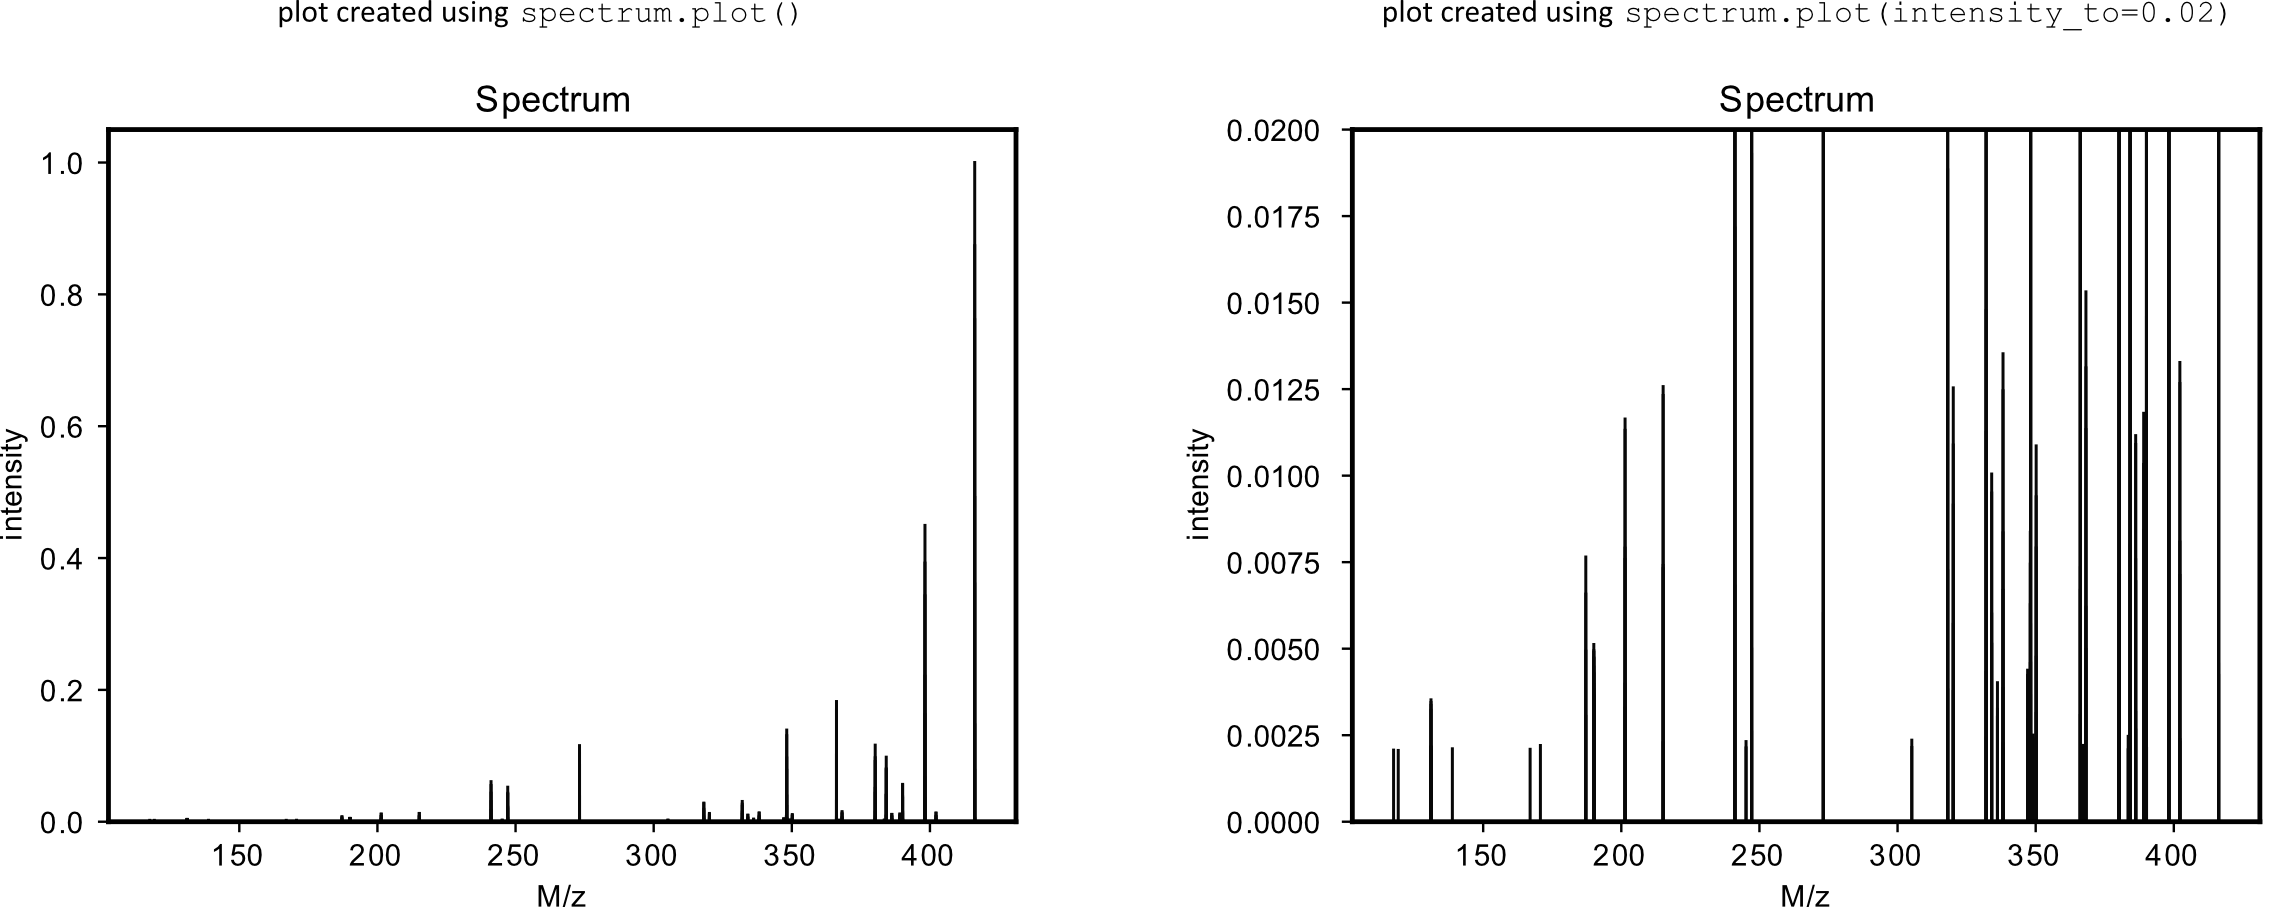 plot created using spectrum.plot()
Spectrum
1.0
0.8
0.6
0.4
0.2
0.0
intensity
150 200 250 300 350 400
M/z
plot created using spectrum.plot(intensity_to=0.02)
Spectrum
0.0200
0.0175
0.0150
0.0125
0.0100
0.0075
0.0050
0.0025
0.0000
intensity
150 200 250 300 350 400
M/z